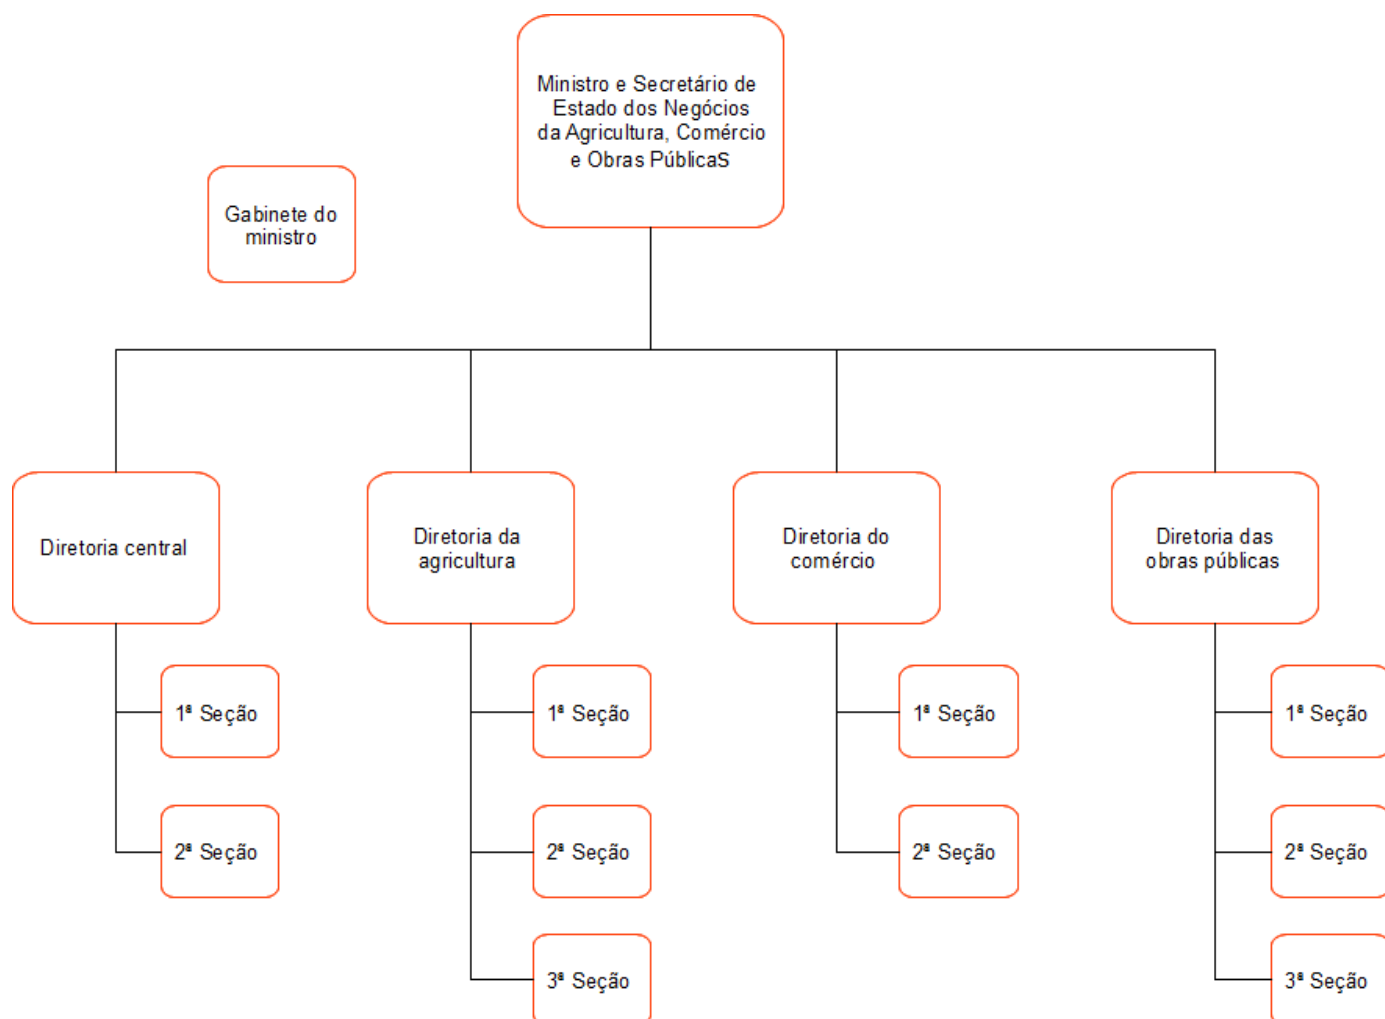 Ministro e Secretário de
Estado dos Negócios
da Agricultura, Comércio
e Obras PúblicaS
Gabinete do
ministro
Diretoria central
Diretoria da
agricultura
Diretoria do
comércio
Diretoria das
obras públicas
1ª Seção
1ª Seção
1ª Seção
1ª Seção
2ª Seção
2ª Seção
2ª Seção
2ª Seção
3ª Seção
3ª Seção